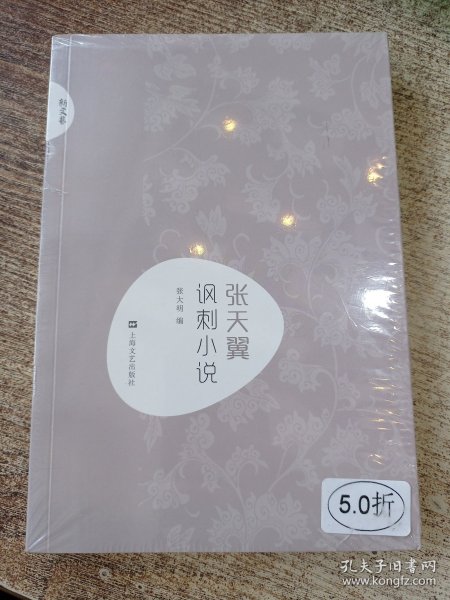 新文艺
张天翼
讽刺小说
张大明 编
上海文艺出版社
5.0折
孔夫子旧书网
www.kongfz.com